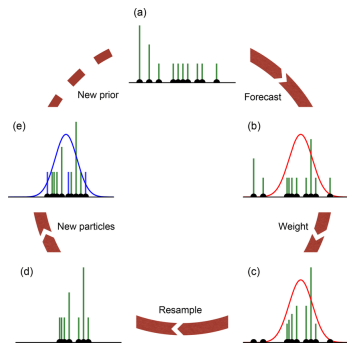 (a)
New prior
Forecast
(e)
(b)
New particles
Weight
(d)
(c)
Resample